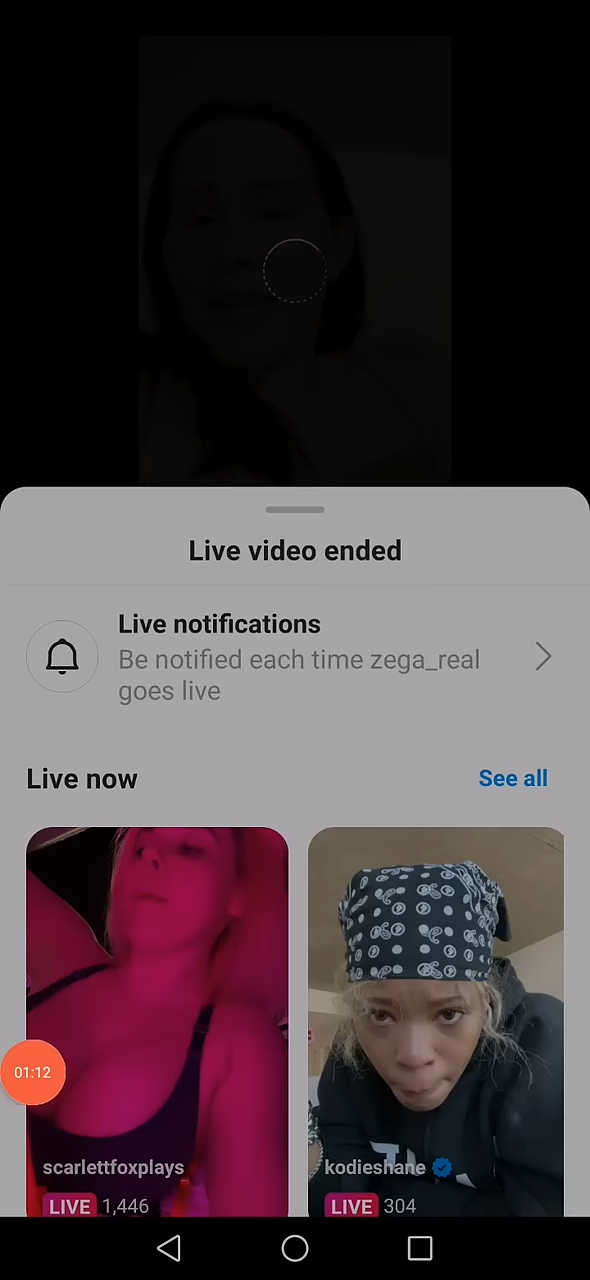 Live video ended
Live notifications
Be notified each time zega_real
goes live
Live now
See all
01:12
scarlettfoxplays
LIVE 1,446
kodieshane
LIVE 304